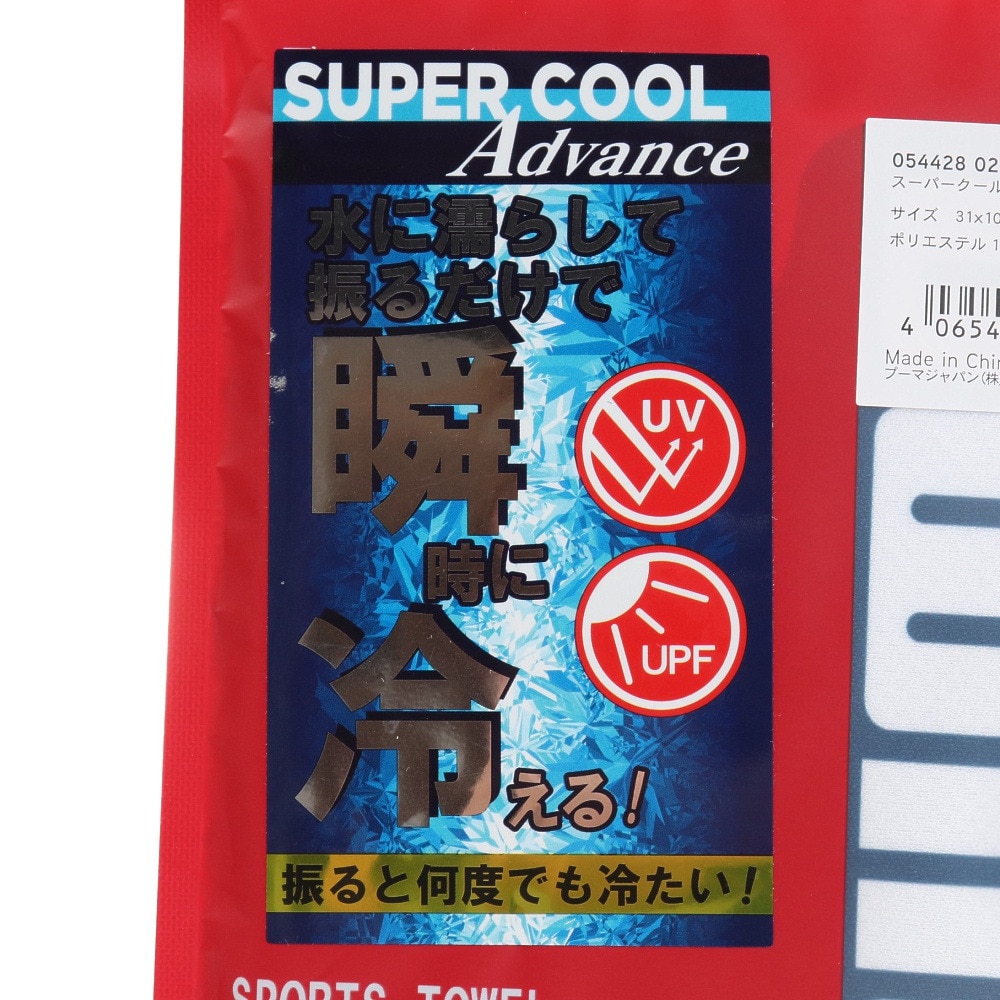 SUPER COOL
Advance
水に濡らして
振るだけで
瞬
時に
冷
える!
UV
UPF
振ると何度でも冷たい!
054428 02
スーパークール
サイズ 31×10
ポリエステル 1
4 0654
Made in Chin
プーマジャパン(株
SPORTS TOWEL